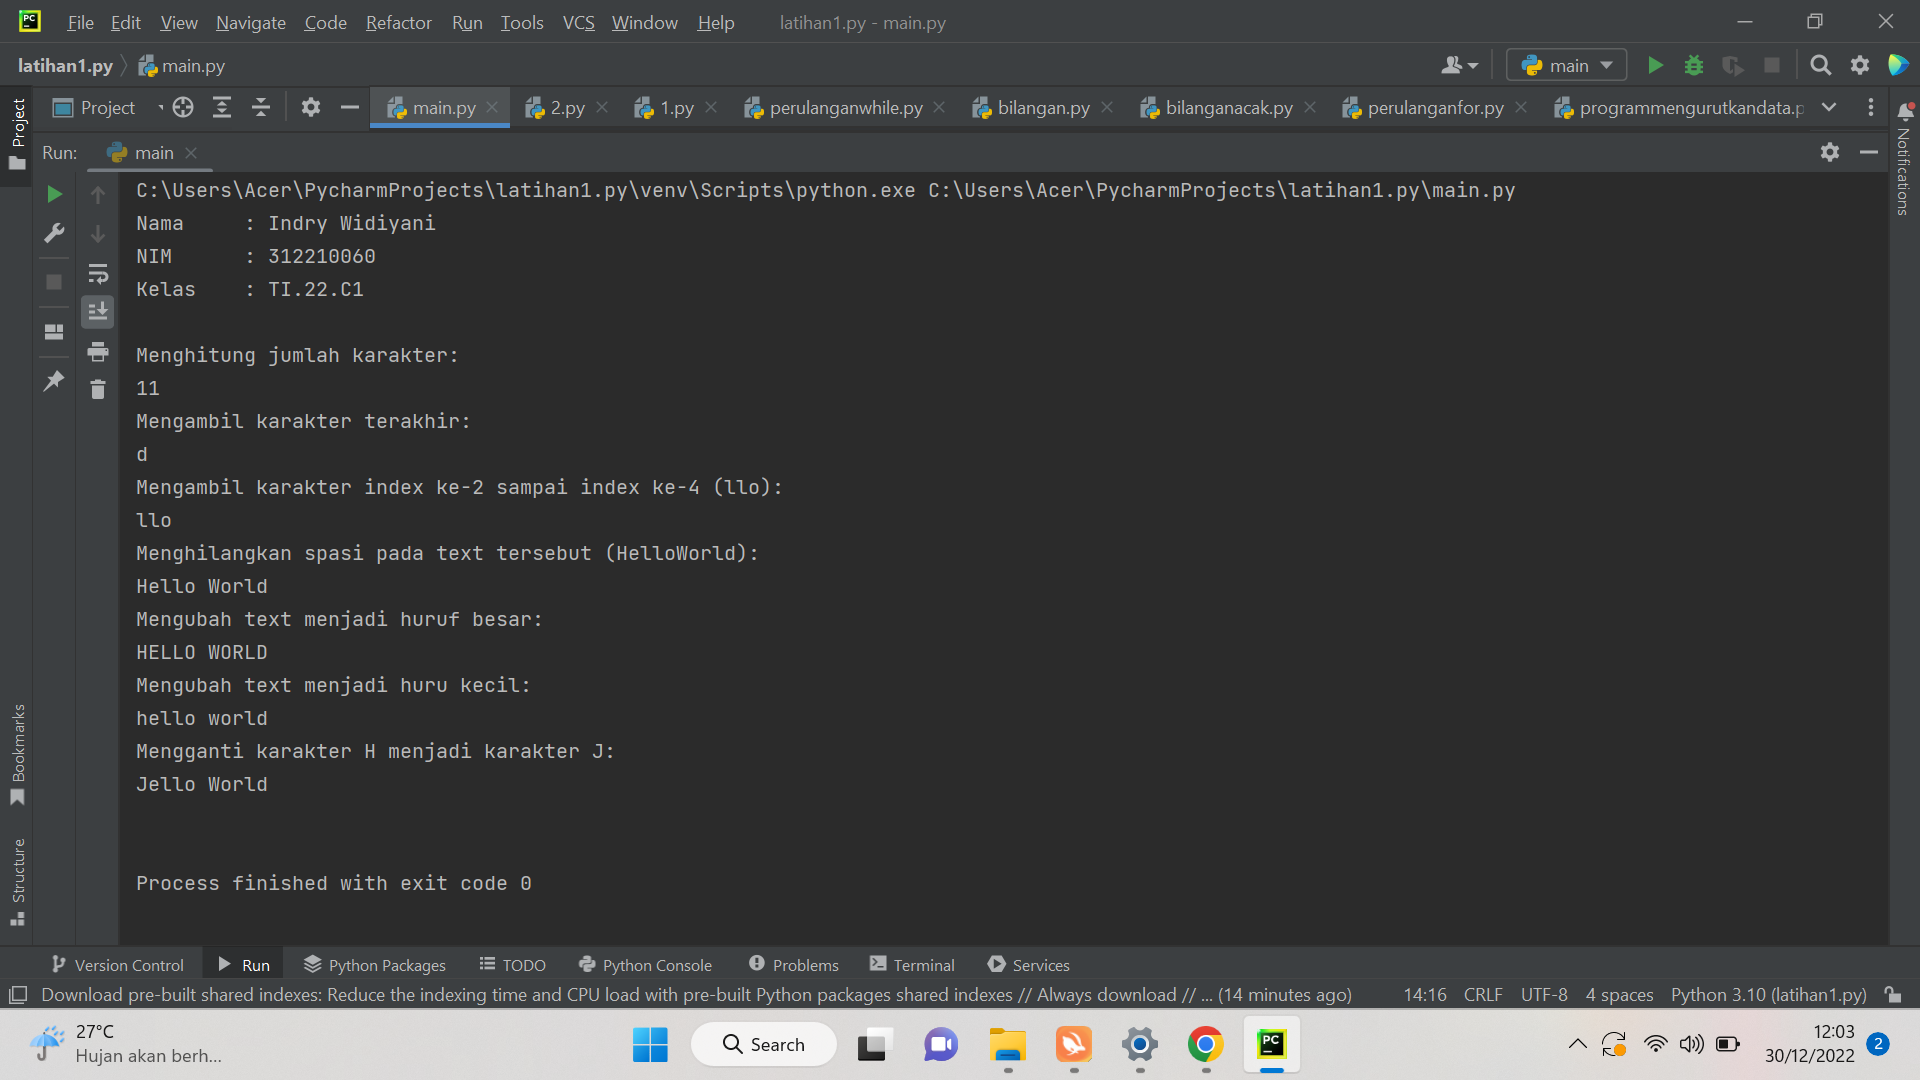 PC File Edit View Navigate Code Refactor Run Tools VCS Window Help latihan1.py - main.py
latihan1.py main.py main
Project main.py 2.py 1.py perulanganwhile.py bilangan.py bilanganacak.py perulanganfor.py programmengurutkandata.p
Project
Notifications
Run: main
C:\Users\Acer\PycharmProjects\latihan1.py\venv\Scripts\python.exe C:\Users\Acer\PycharmProjects\latihan1.py\main.py
Nama : Indry Widiyani
NIM : 312210060
Kelas : TI.22.C1
Menghitung jumlah karakter:
11
Mengambil karakter terakhir:
d
Mengambil karakter index ke-2 sampai index ke-4 (llo):
llo
Menghilangkan spasi pada text tersebut (HelloWorld):
Hello World
Mengubah text menjadi huruf besar:
HELLO WORLD
Mengubah text menjadi huru kecil:
hello world
Mengganti karakter H menjadi karakter J:
Jello World
Process finished with exit code 0
Bookmarks
Structure
Version Control Run Python Packages TODO Python Console Problems Terminal Services
Download pre-built shared indexes: Reduce the indexing time and CPU load with pre-built Python packages shared indexes // Always download // ... (14 minutes ago) 14:16 CRLF UTF-8 4 spaces Python 3.10 (latihan1.py)
27°C
Hujan akan berh...
Search
PC
12:03
30/12/2022
2